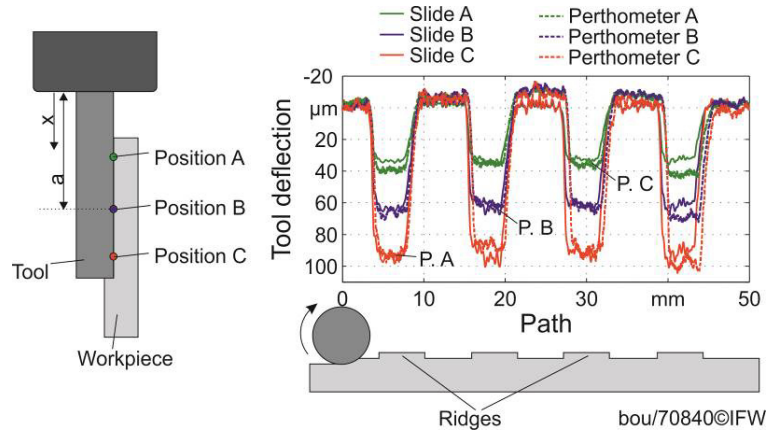 x
a
Position A
Position B
Position C
Tool
Workpiece
Slide A
Slide B
Slide C
Perthometer A
Perthometer B
Perthometer C
Tool deflection
-20
µm
20
40
60
80
100
P. A
P. B
P. C
0 10 20 30 mm 50
Path
Ridges
bou/70840©IFW